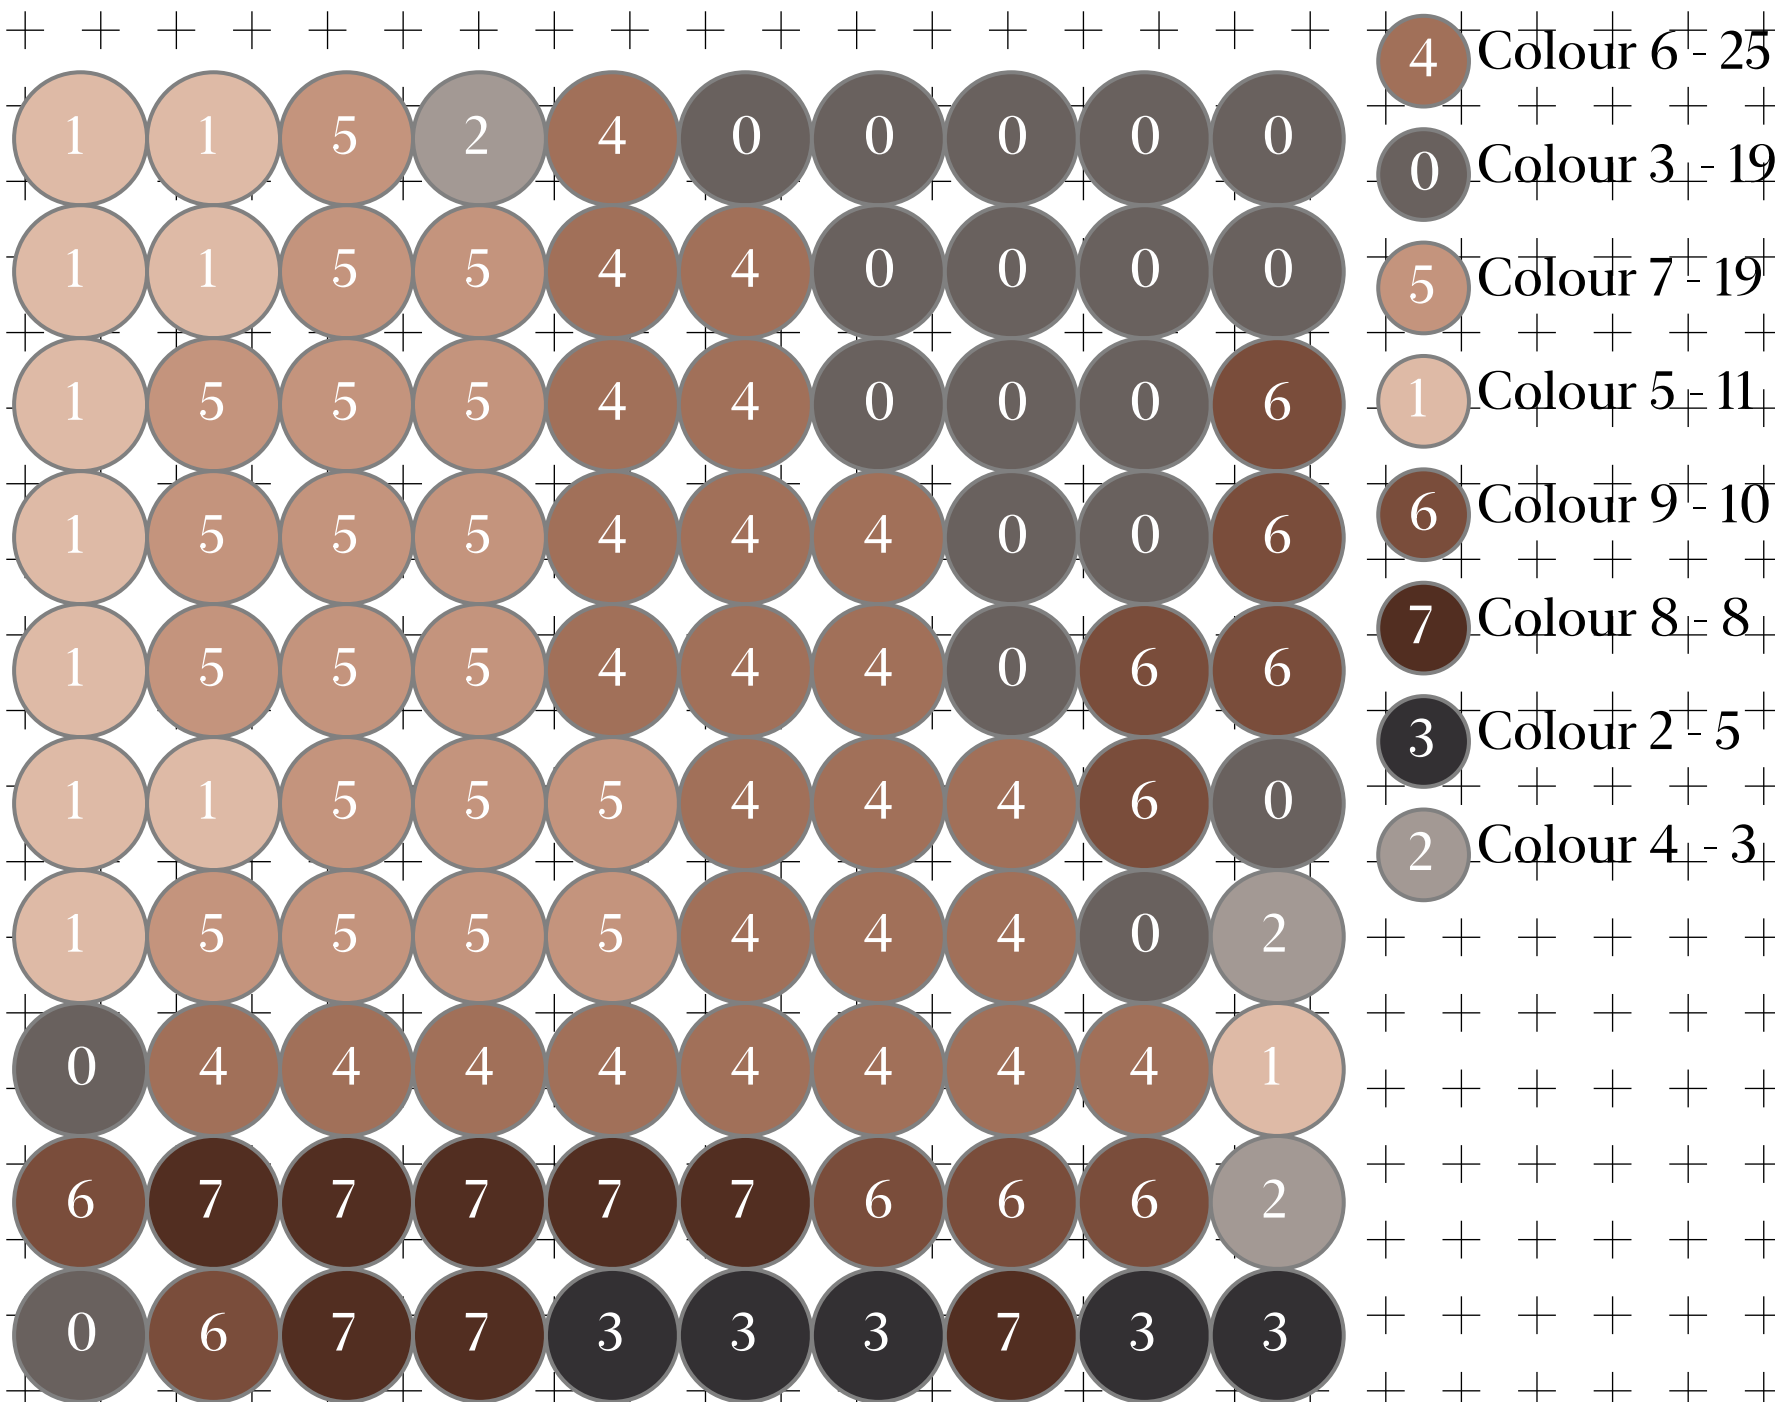 1 1 5 2 4 0 0 0 0 0
1 1 5 5 4 4 0 0 0 0
1 5 5 5 4 4 0 0 0 6
1 5 5 5 4 4 4 0 0 6
1 5 5 5 4 4 4 0 6 6
1 1 5 5 5 4 4 4 6 0
1 5 5 5 5 4 4 4 0 2
0 4 4 4 4 4 4 4 4 1
6 7 7 7 7 7 6 6 6 2
0 6 7 7 3 3 3 7 3 3
4 Colour 6 - 25
0 Colour 3 - 19
5 Colour 7 - 19
1 Colour 5 - 11
6 Colour 9 - 10
7 Colour 8 - 8
3 Colour 2 - 5
2 Colour 4 - 3